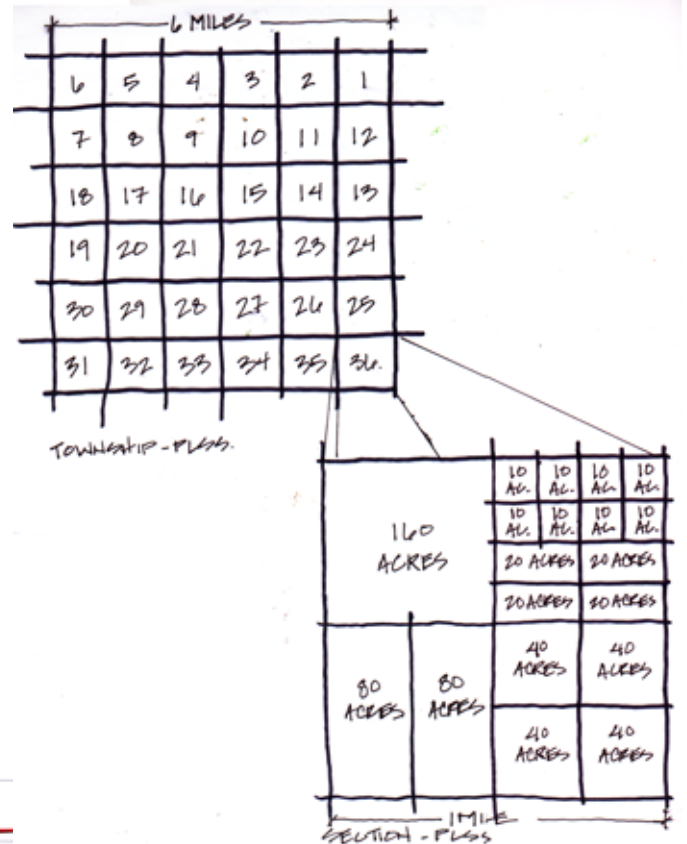 6 MILES
6 5 4 3 2 1
7 8 9 10 11 12
18 17 16 15 14 13
19 20 21 22 23 24
30 29 28 27 26 25
31 32 33 34 35 36.
TOWNSHIP - PLSS.
10 10 10 10
AC. AC. AC. AC.
10 10 10 10
AC. AC. AC. AC.
160
ACRES
20 ACRES 20 ACRES
20 ACRES 20 ACRES
40 40
ACRES ACRES
80 80
ACRES ACRES
40 40
ACRES ACRES
1 MILE
SECTION - PLSS